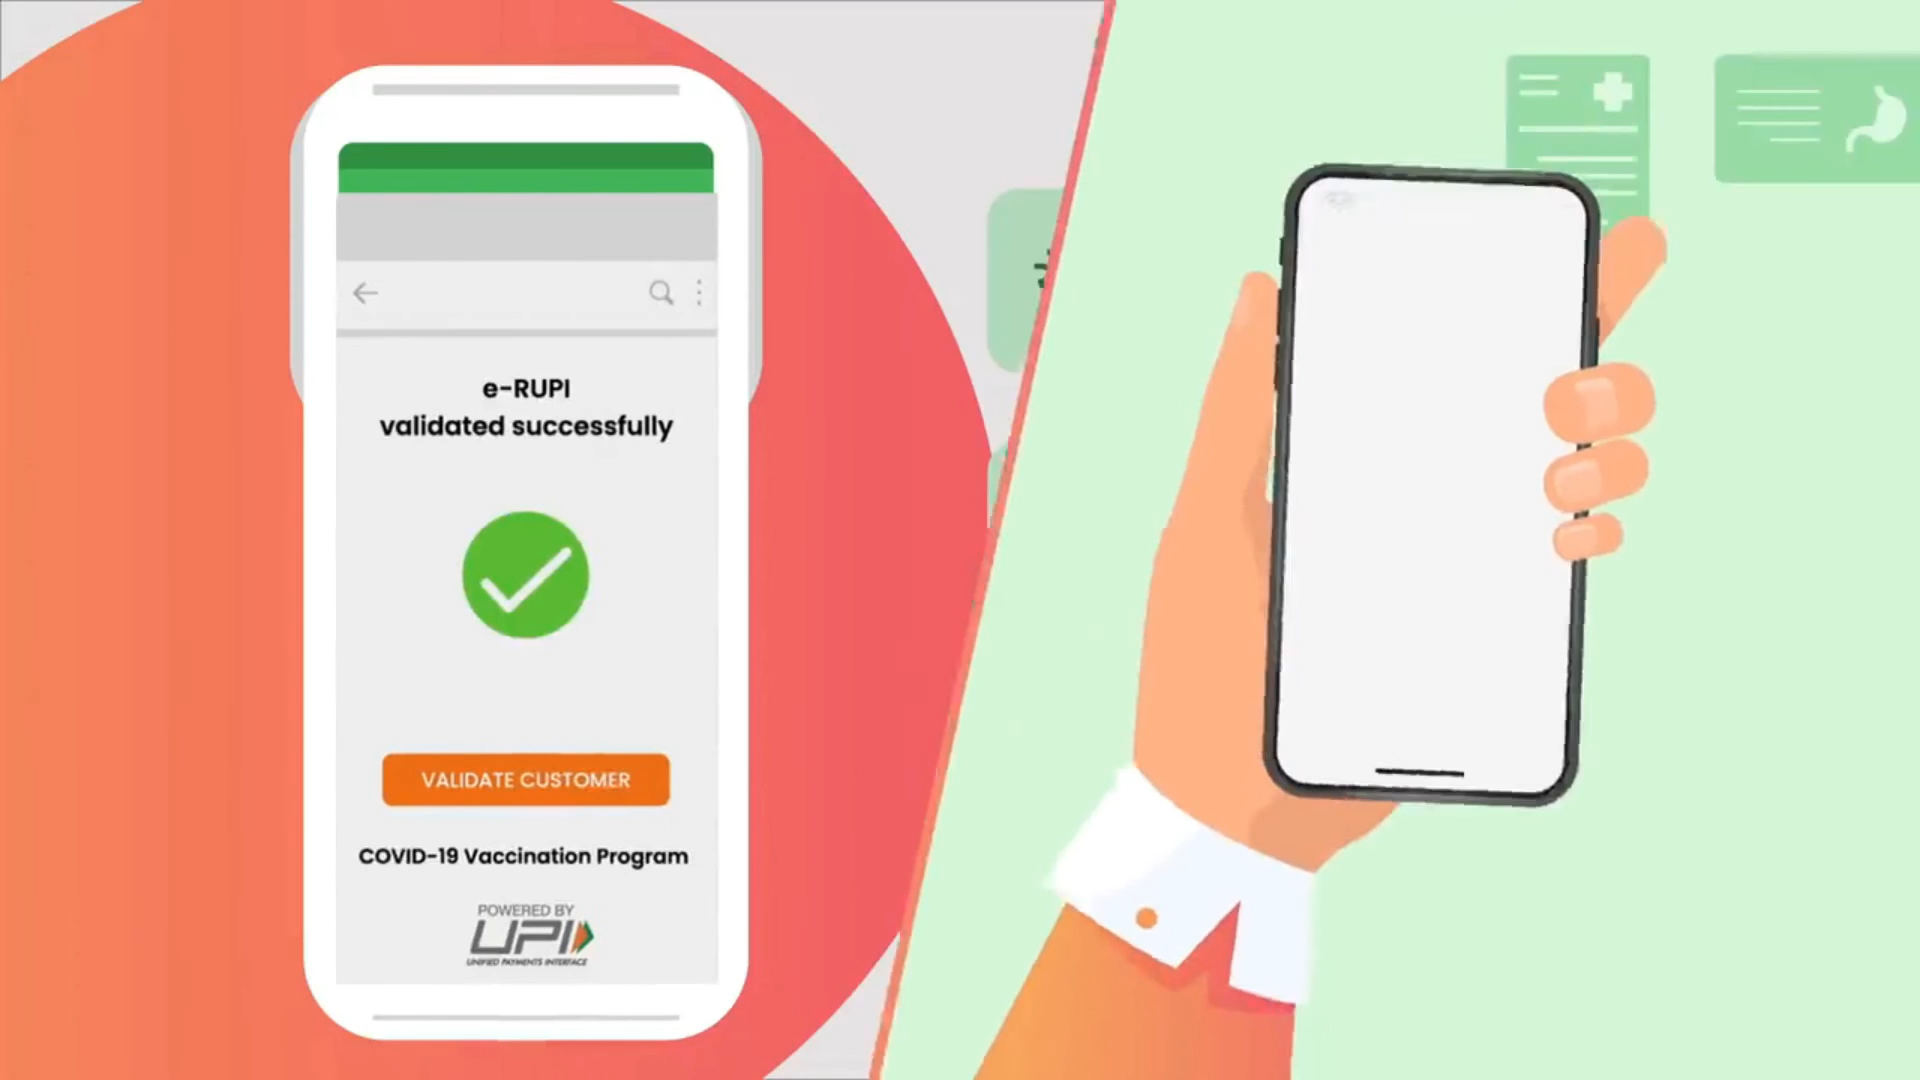 e-RUPI
validated successfully
VALIDATE CUSTOMER
COVID-19 Vaccination Program
POWERED BY
UPI
UNIFIED PAYMENTS INTERFACE